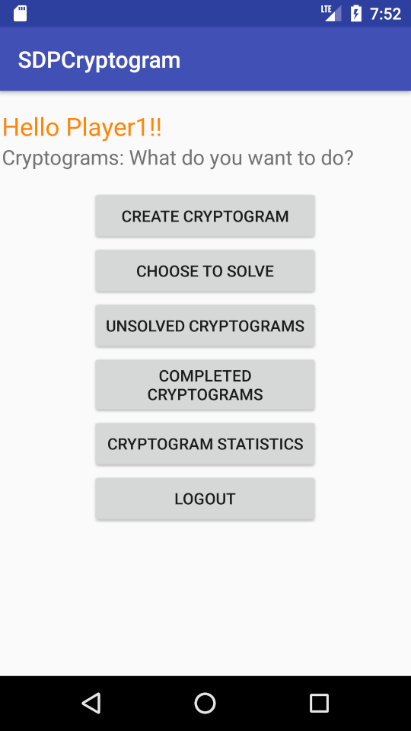 LTE 7:52
SDPCryptogram
Hello Player1!!
Cryptograms: What do you want to do?
CREATE CRYPTOGRAM
CHOOSE TO SOLVE
UNSOLVED CRYPTOGRAMS
COMPLETED
CRYPTOGRAMS
CRYPTOGRAM STATISTICS
LOGOUT